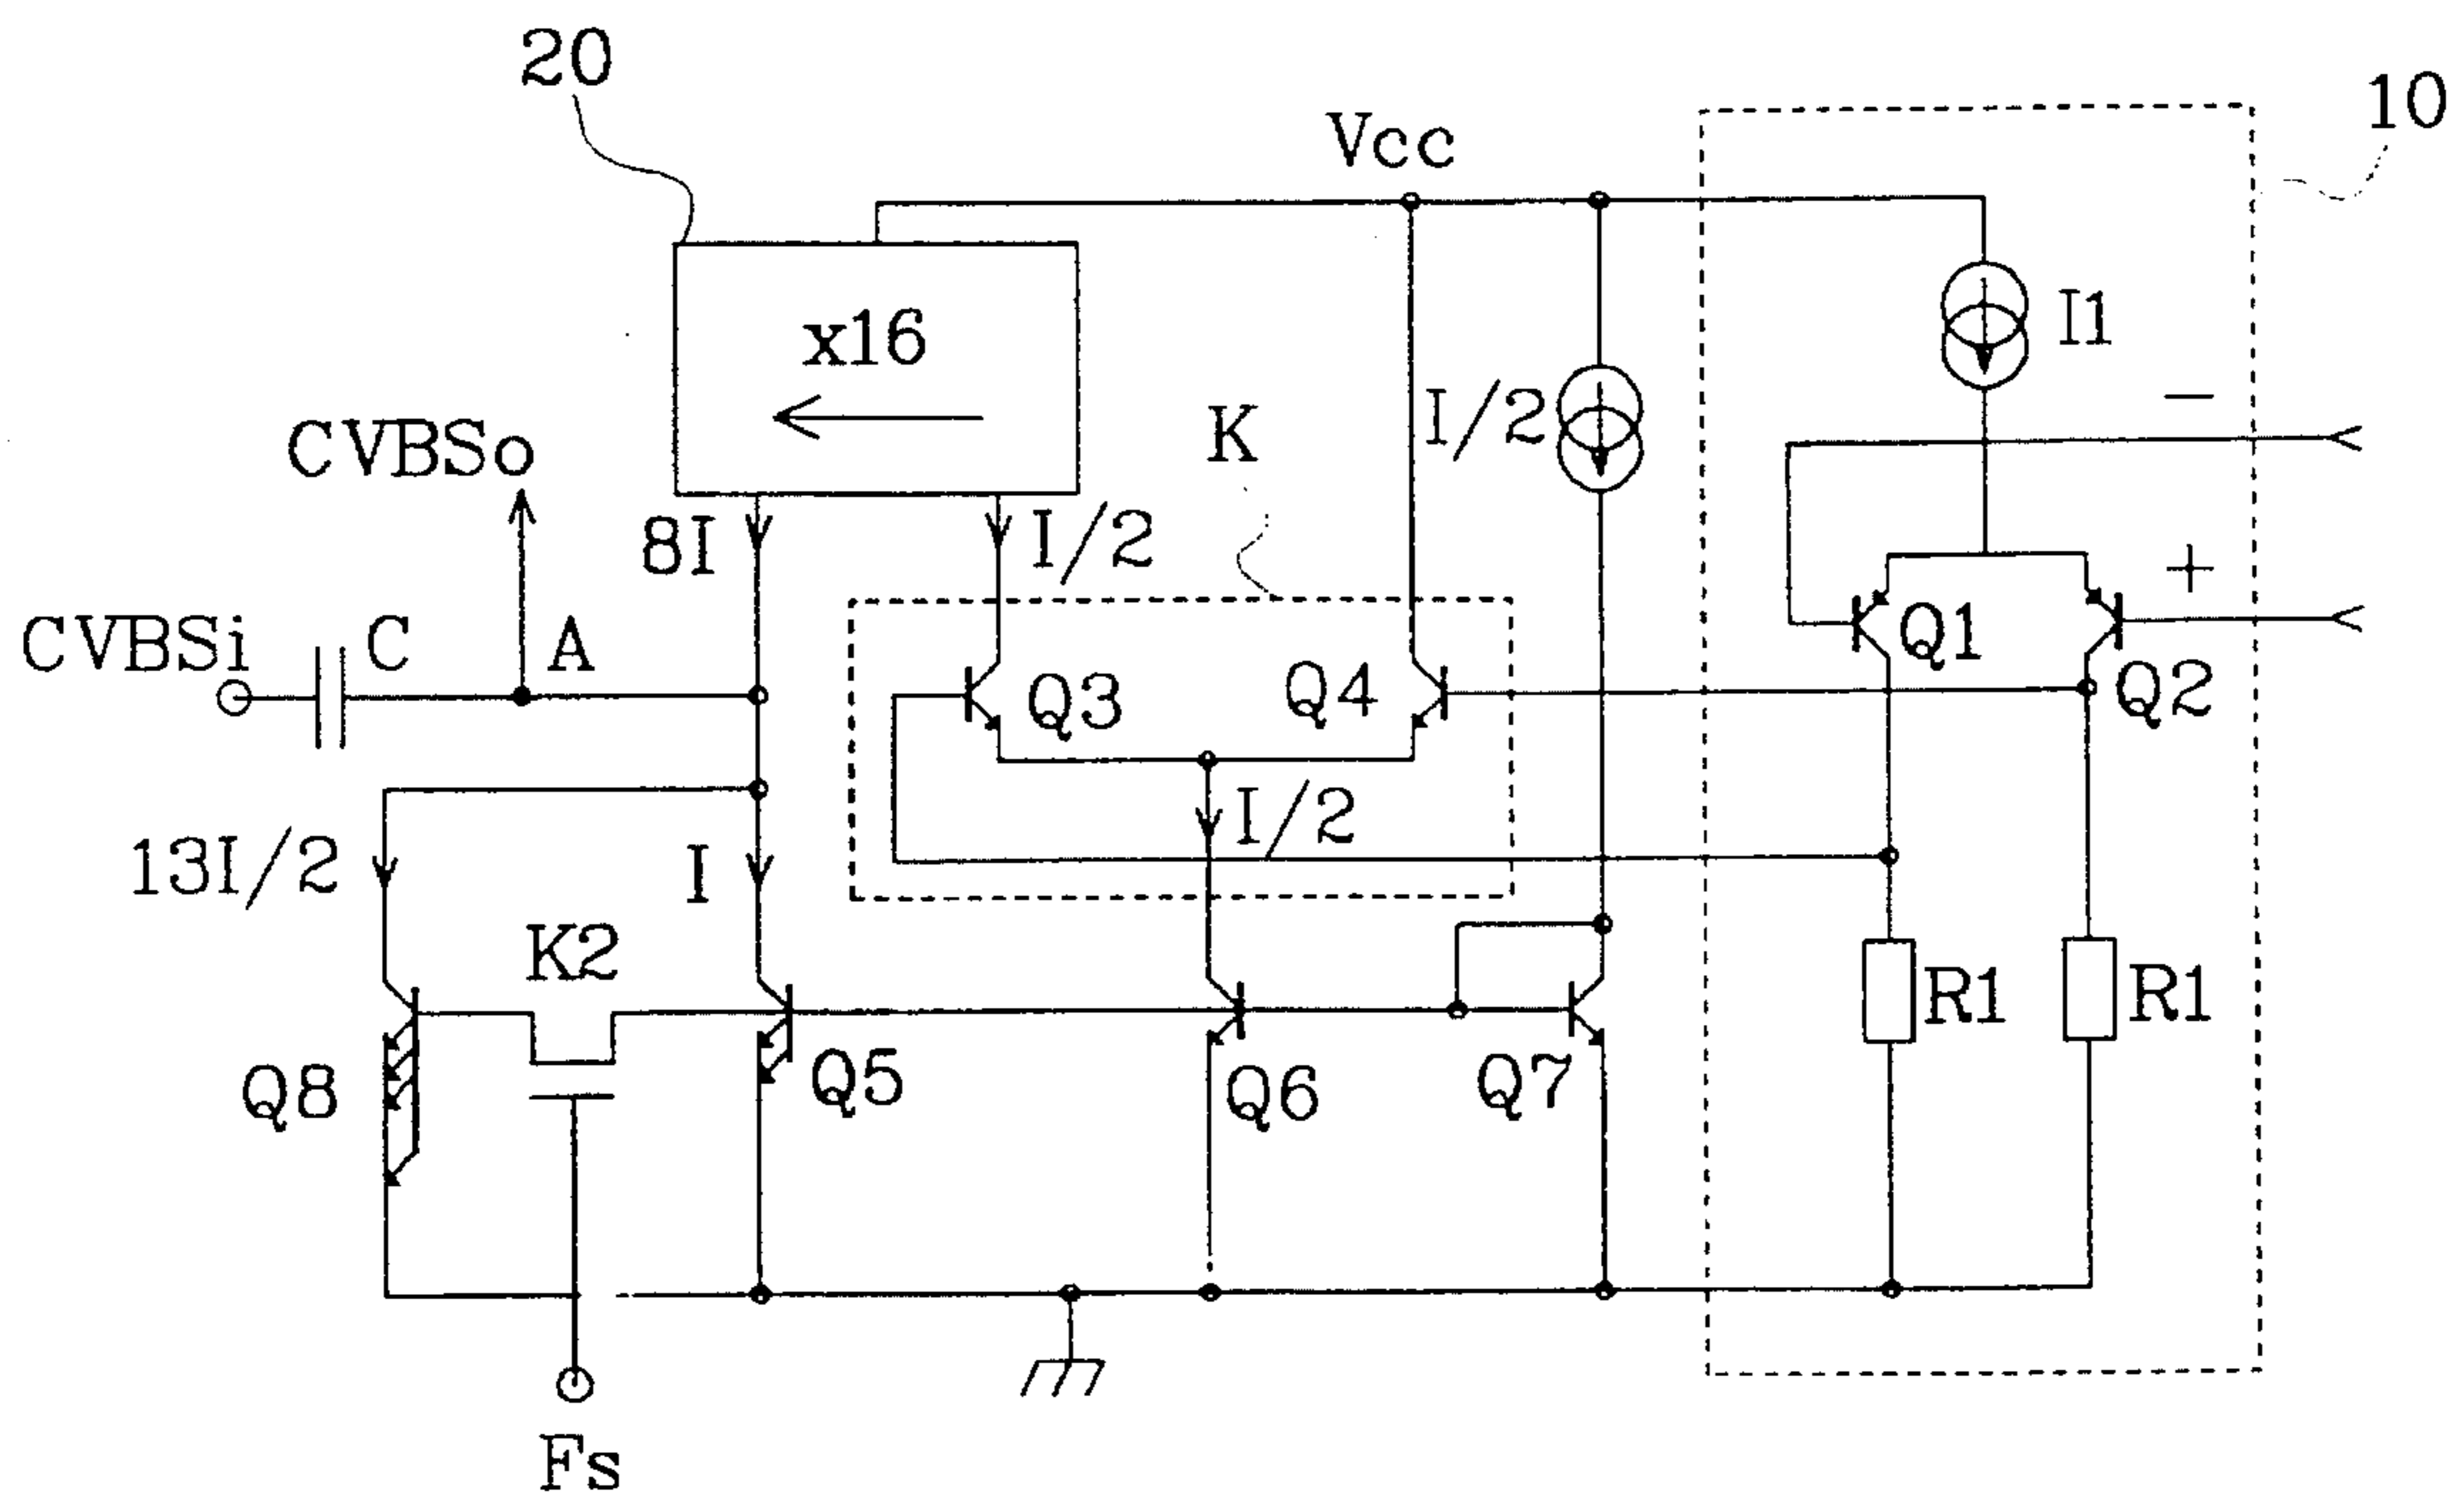 20
10
Vcc
x16
I1
K
I/2
CVBSo
−
8I
I/2
+
CVBSi
C
A
Q1
Q3
Q4
Q2
13I/2
I
I/2
K2
R1
R1
Q8
Q5
Q6
Q7
Fs